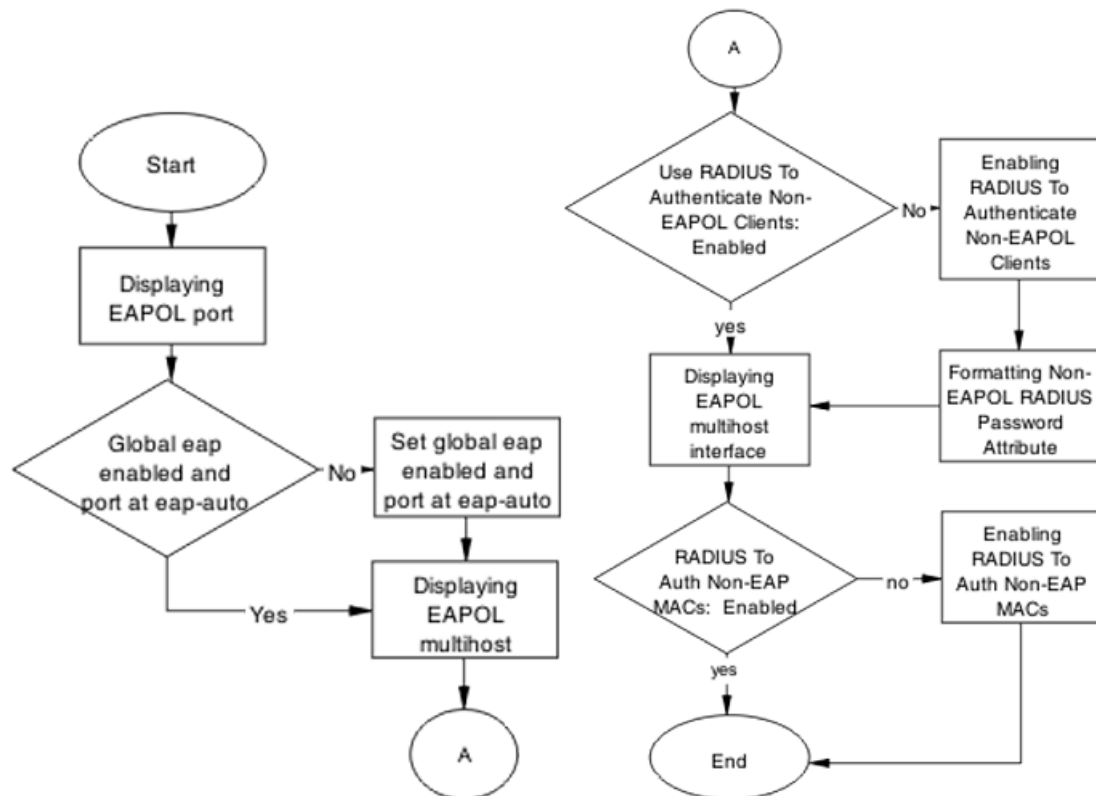 Start
Displaying
EAPOL port
Global eap
enabled and
port at eap-auto
No
Set global eap
enabled and
port at eap-auto
Yes
Displaying
EAPOL
multihost
A
A
Use RADIUS To
Authenticate Non-
EAPOL Clients:
Enabled
No
Enabling
RADIUS To
Authenticate
Non-EAPOL
Clients
yes
Formatting Non-
EAPOL RADIUS
Password
Attribute
Displaying
EAPOL
multihost
interface
RADIUS To
Auth Non-EAP
MACs: Enabled
no
Enabling
RADIUS To
Auth Non-EAP
MACs
yes
End